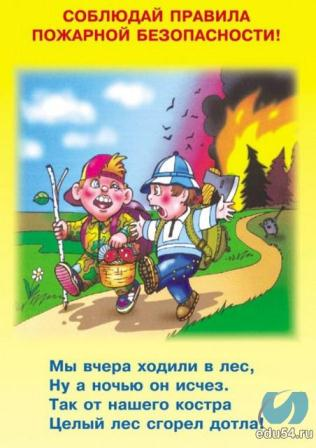 СОБЛЮДАЙ ПРАВИЛА
ПОЖАРНОЙ БЕЗОПАСНОСТИ!
Мы вчера ходили в лес,
Ну а ночью он исчез.
Так от нашего костра
Целый лес сгорел дотла!
edu54.ru